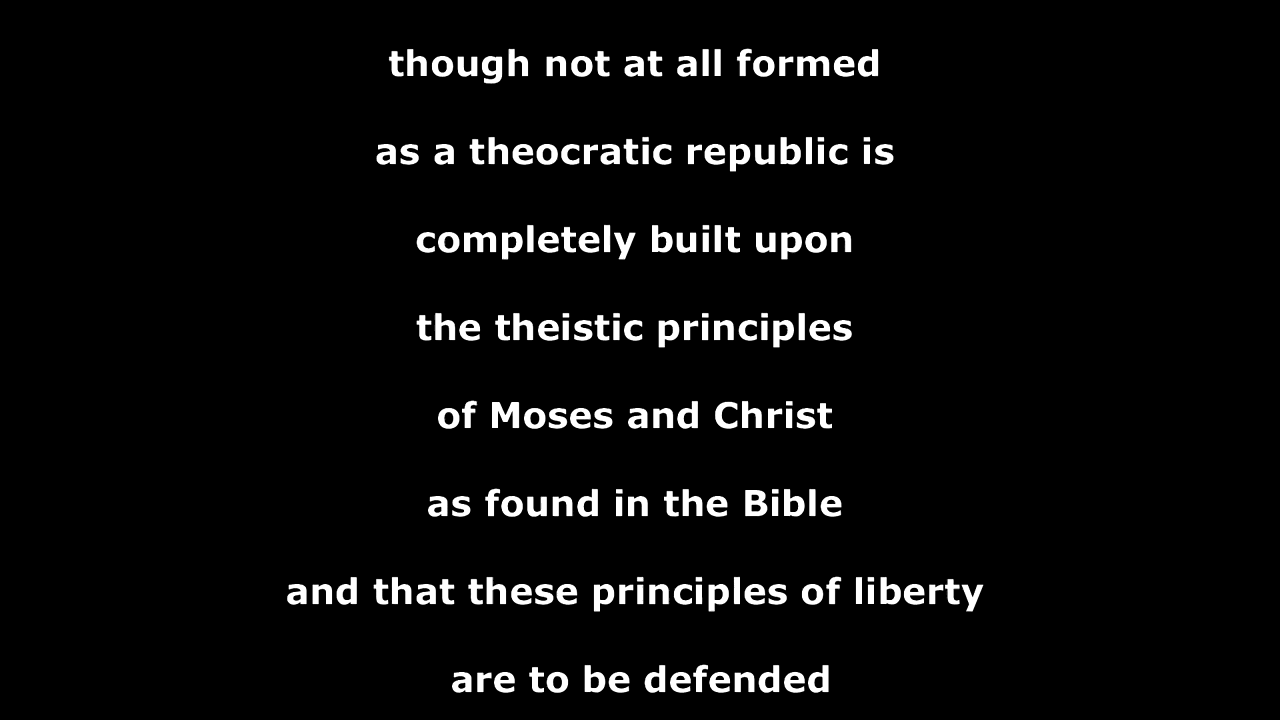 though not at all formed
as a theocratic republic is
completely built upon
the theistic principles
of Moses and Christ
as found in the Bible
and that these principles of liberty
are to be defended